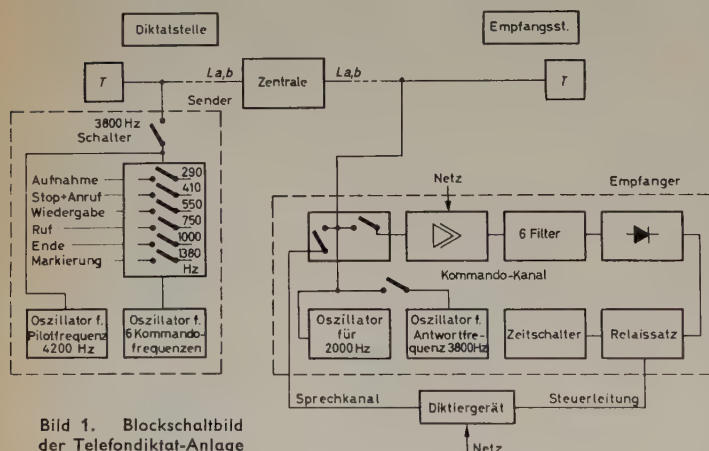 Diktatstelle
Empfangsst.
T
La,b
Zentrale
La,b
T
Sender
3800 Hz
Schalter
Aufnahme
290
Stop+Anruf
410
Wiedergabe
550
Ruf
750
Ende
1000
Markierung
1380
Hz
Oszillator f.
Pilotfrequenz
4200 Hz
Oszillator f.
6 Kommando-
frequenzen
Netz
Empfanger
6 Filter
Kommando-Kanal
Oszillator
für
2000 Hz
Oszillator f.
Antwortfre-
quenz 3800Hz
Zeitschalter
Relaissatz
Sprechkanal
Diktiergerät
Steuerleitung
Netz
Bild 1. Blockschaltbild
der Telefondiktat-Anlage